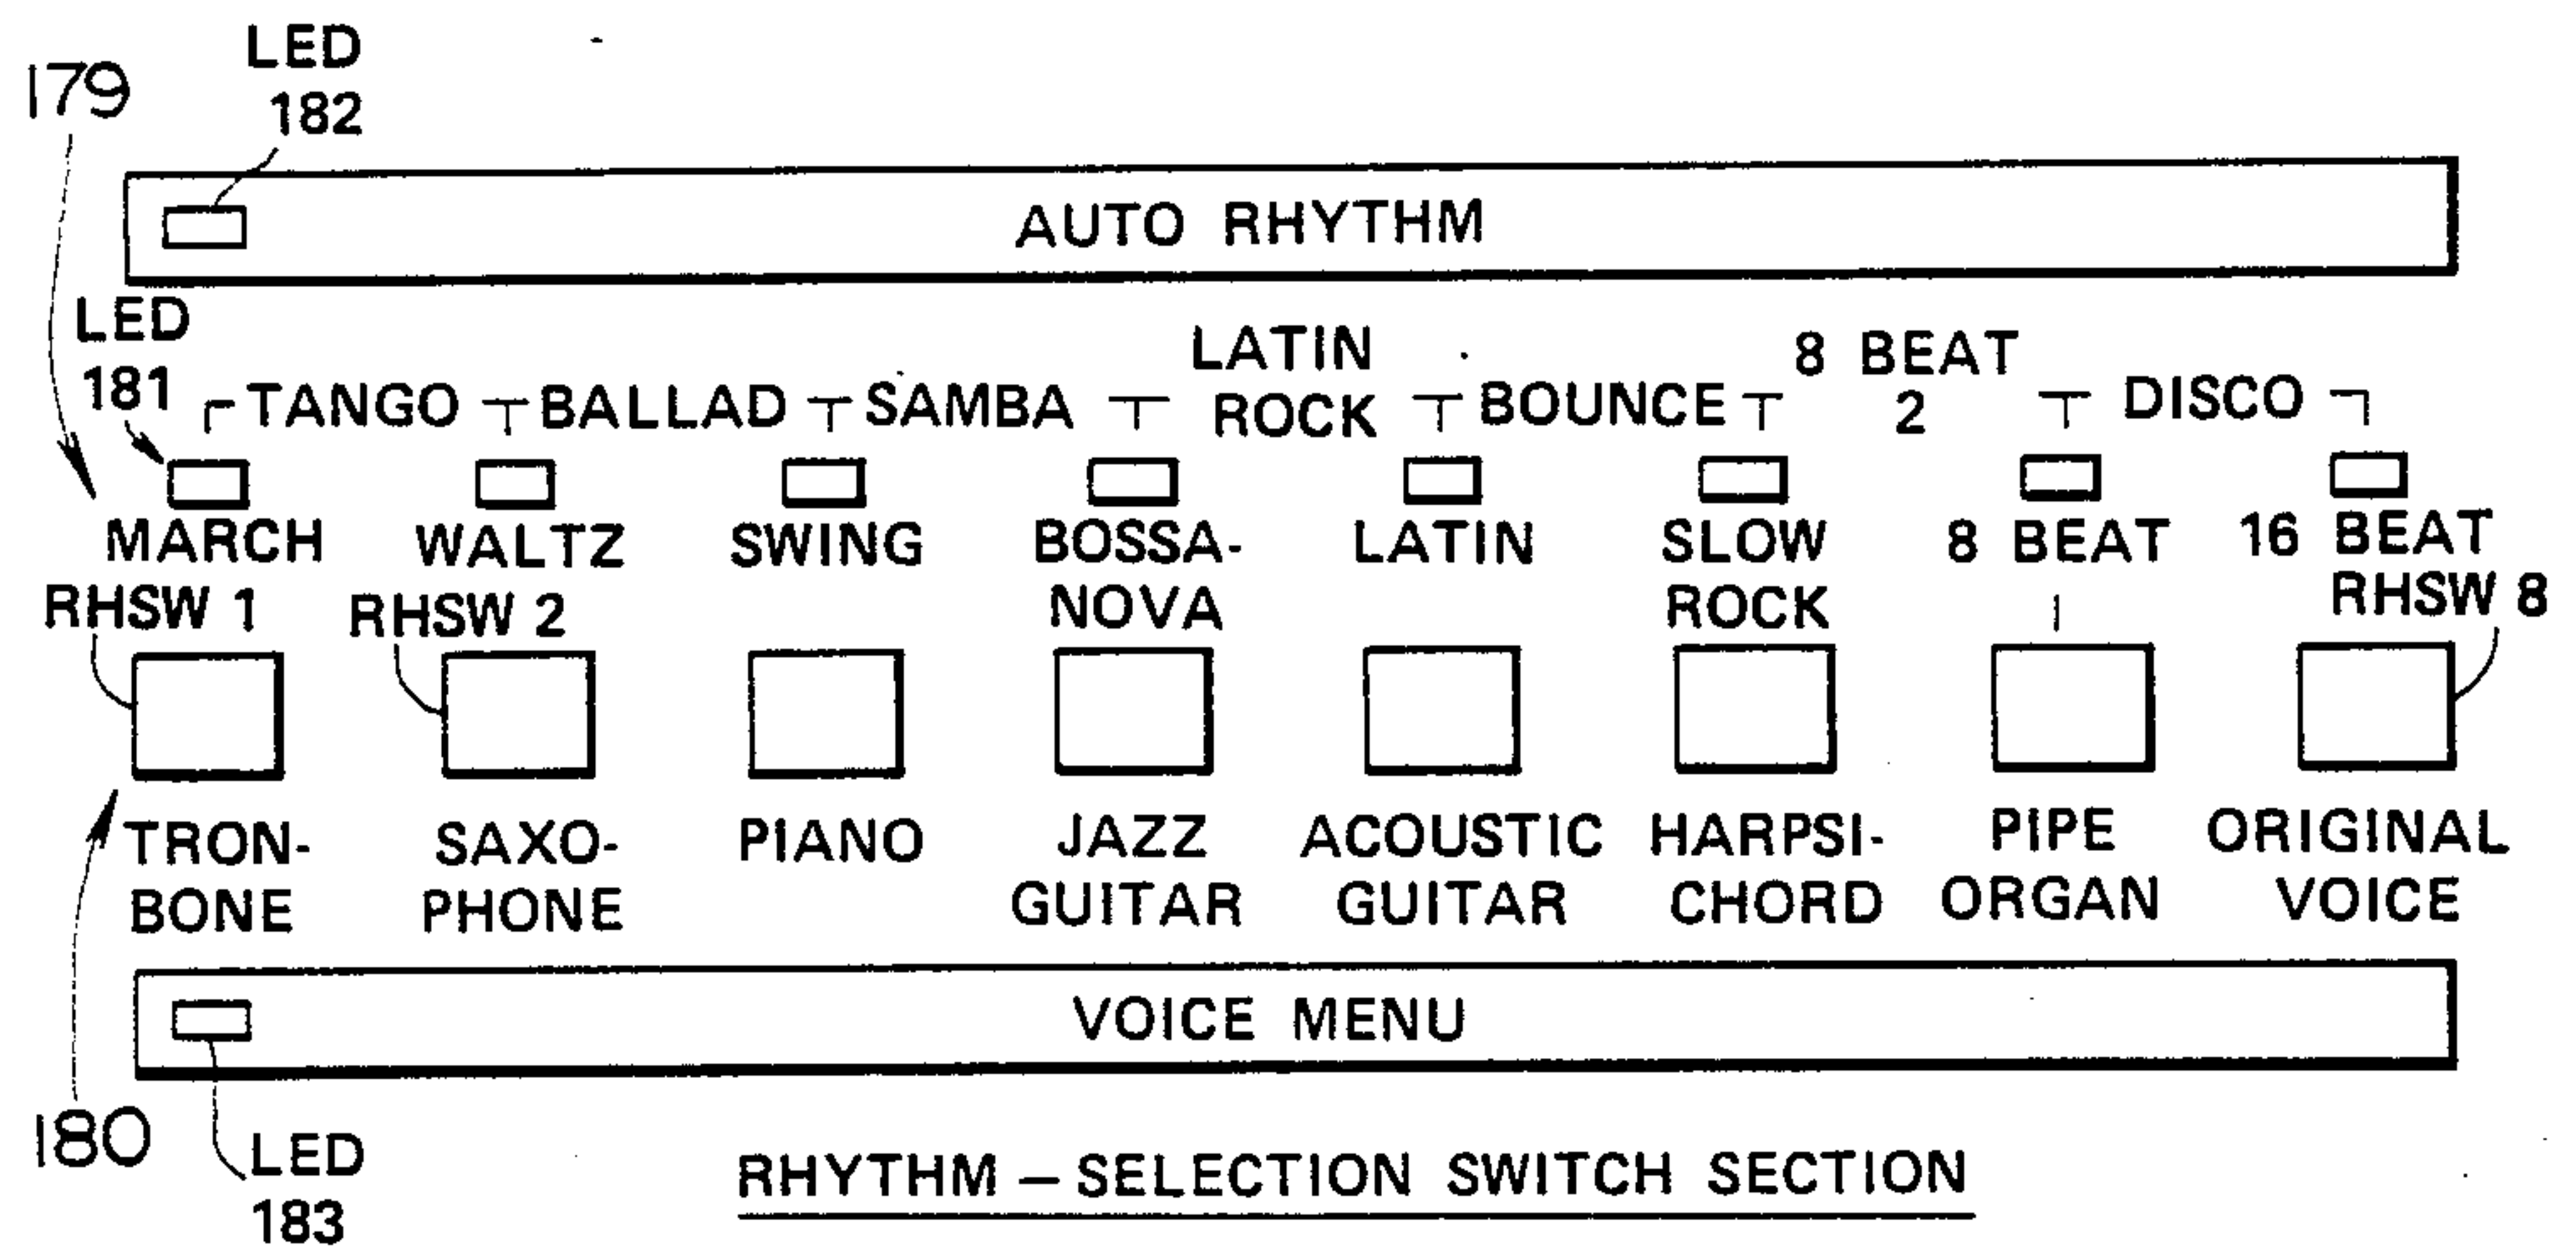 LED
182
179
AUTO RHYTHM
LED
181
TANGO BALLAD SAMBA LATIN ROCK BOUNCE 8 BEAT 2 DISCO
MARCH WALTZ SWING BOSSA-NOVA LATIN SLOW ROCK 8 BEAT 16 BEAT
RHSW 1 RHSW 2 RHSW 8
TRON- SAXO- PIANO JAZZ ACOUSTIC HARPSI- PIPE ORIGINAL
BONE PHONE GUITAR GUITAR CHORD ORGAN VOICE
VOICE MENU
180
LED
183
RHYTHM – SELECTION SWITCH SECTION